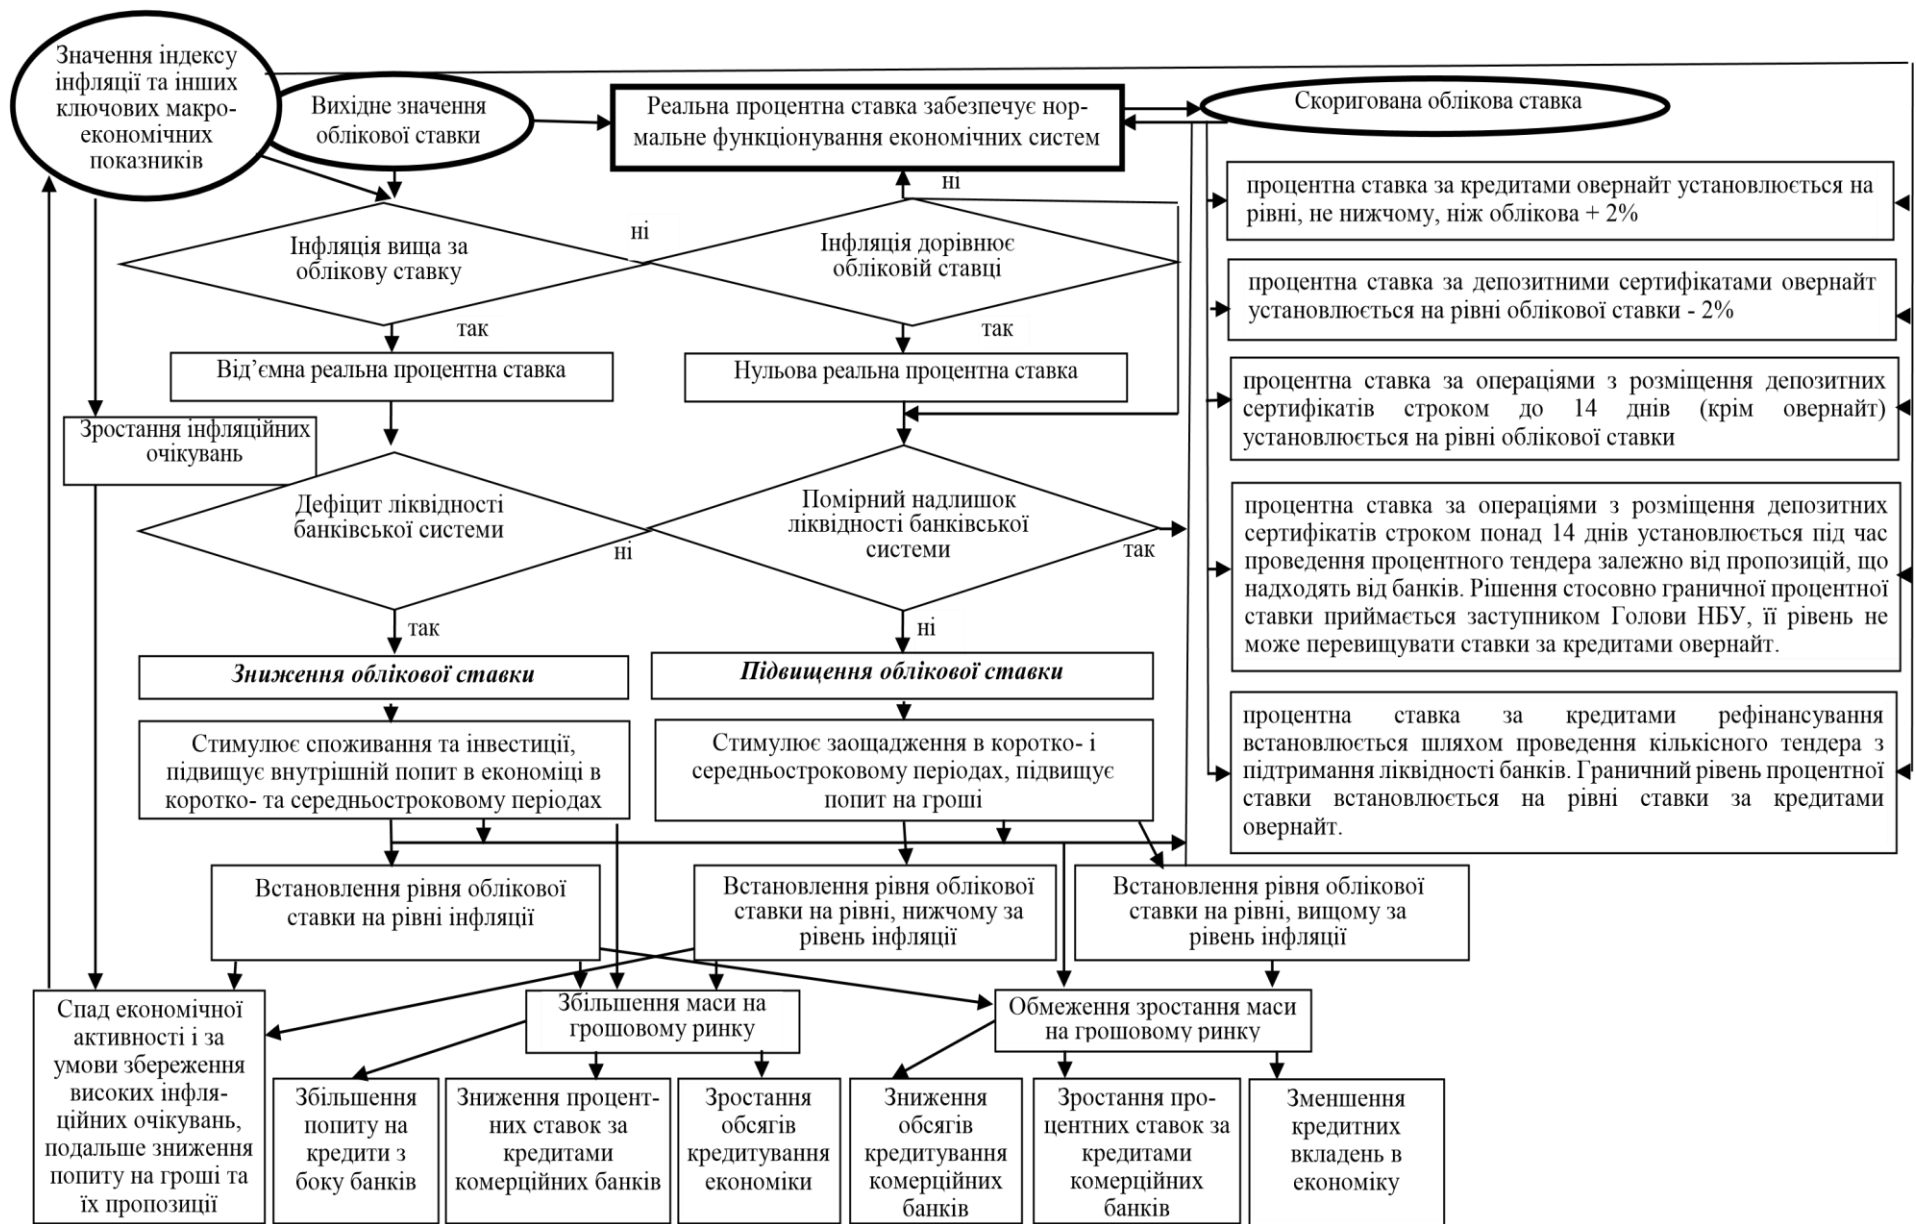 Значення індексу
інфляції та інших
ключових макро-
економічних
показників
Вихідне значення
облікової ставки
Реальна процентна ставка забезпечує нор-
мальне функціонування економічних систем
Скоригована облікова ставка
ні
процентна ставка за кредитами овернайт установлюється на
рівні, не нижчому, ніж облікова + 2%
Інфляція вища за
облікову ставку
ні
Інфляція дорівнює
обліковій ставці
процентна ставка за депозитними сертифікатами овернайт
установлюється на рівні облікової ставки - 2%
так
так
Від’ємна реальна процентна ставка
Нульова реальна процентна ставка
процентна ставка за операціями з розміщення депозитних
сертифікатів строком до 14 днів (крім овернайт)
установлюється на рівні облікової ставки
Зростання інфляційних
очікувань
Дефіцит ліквідності
банківської системи
ні
Помірний надлишок
ліквідності банківської
системи
так
процентна ставка за операціями з розміщення депозитних
сертифікатів строком понад 14 днів установлюється під час
проведення процентного тендера залежно від пропозицій, що
надходять від банків. Рішення стосовно граничної процентної
ставки приймається заступником Голови НБУ, її рівень не
може перевищувати ставки за кредитами овернайт.
так
ні
Зниження облікової ставки
Підвищення облікової ставки
Стимулює споживання та інвестиції,
підвищує внутрішній попит в економіці в
коротко- та середньостроковому періодах
Стимулює заощадження в коротко- і
середньостроковому періодах, підвищує
попит на гроші
процентна ставка за кредитами рефінансування
встановлюється шляхом проведення кількісного тендера з
підтримання ліквідності банків. Граничний рівень процентної
ставки встановлюється на рівні ставки за кредитами
овернайт.
Встановлення рівня облікової
ставки на рівні інфляції
Встановлення рівня облікової
ставки на рівні, нижчому за
рівень інфляції
Встановлення рівня облікової
ставки на рівні, вищому за
рівень інфляції
Спад економічної
активності і за
умови збереження
високих інфля-
ційних очікувань,
подальше зниження
попиту на гроші та
їх пропозиції
Збільшення маси на
грошовому ринку
Обмеження зростання маси
на грошовому ринку
Збільшення
попиту на
кредити з
боку банків
Зниження процент-
них ставок за
кредитами
комерційних банків
Зростання
обсягів
кредитування
економіки
Зниження
обсягів
кредитування
комерційних
банків
Зростання про-
центних ставок за
кредитами
комерційних
банків
Зменшення
кредитних
вкладень в
економіку